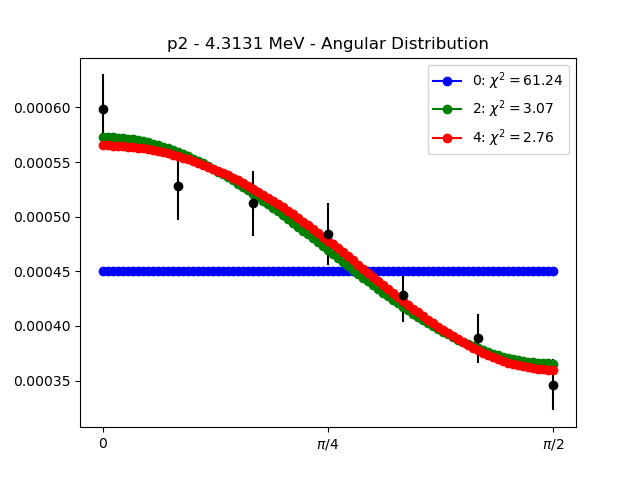 p2 - 4.3131 MeV - Angular Distribution
0: χ² = 61.24
2: χ² = 3.07
4: χ² = 2.76
0.00060
0.00055
0.00050
0.00045
0.00040
0.00035
0
π/4
π/2